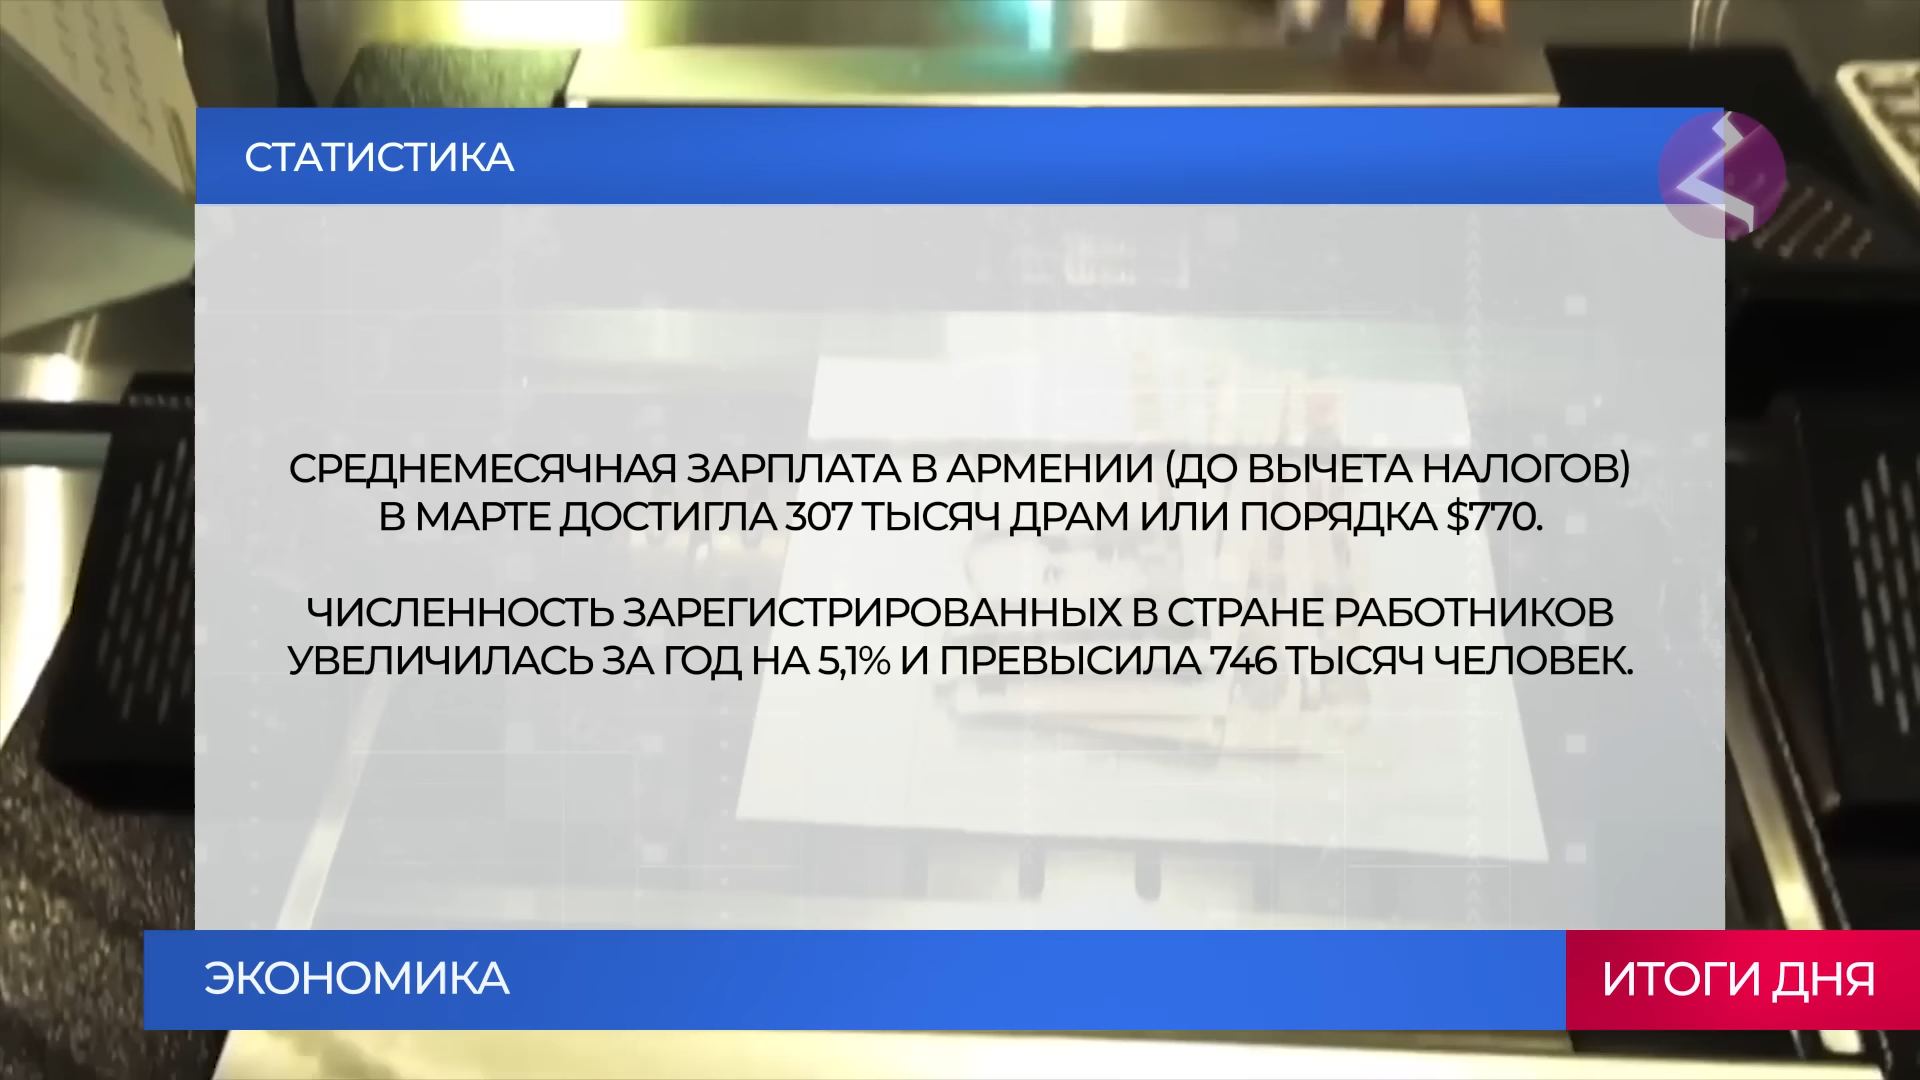 СТАТИСТИКА
СРЕДНЕМЕСЯЧНАЯ ЗАРПЛАТА В АРМЕНИИ (ДО ВЫЧЕТА НАЛОГОВ)
В МАРТЕ ДОСТИГЛА 307 ТЫСЯЧ ДРАМ ИЛИ ПОРЯДКА $770.
ЧИСЛЕННОСТЬ ЗАРЕГИСТРИРОВАННЫХ В СТРАНЕ РАБОТНИКОВ
УВЕЛИЧИЛАСЬ ЗА ГОД НА 5,1% И ПРЕВЫСИЛА 746 ТЫСЯЧ ЧЕЛОВЕК.
ЭКОНОМИКА
ИТОГИ ДНЯ